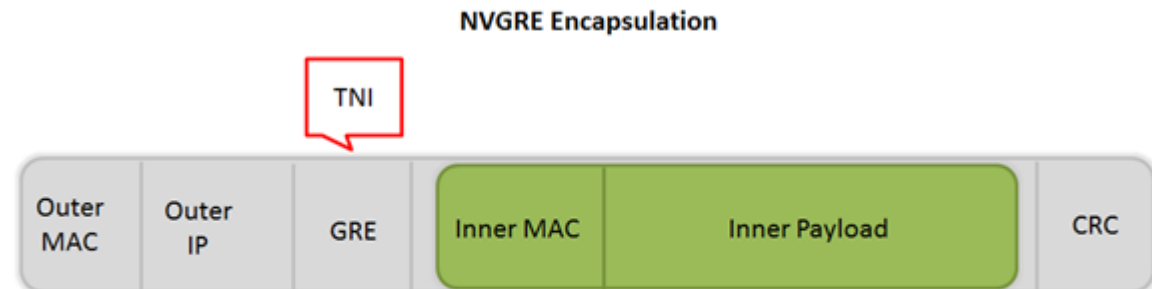 NVGRE Encapsulation
TNI
Outer
MAC
Outer
IP
GRE
Inner MAC
Inner Payload
CRC